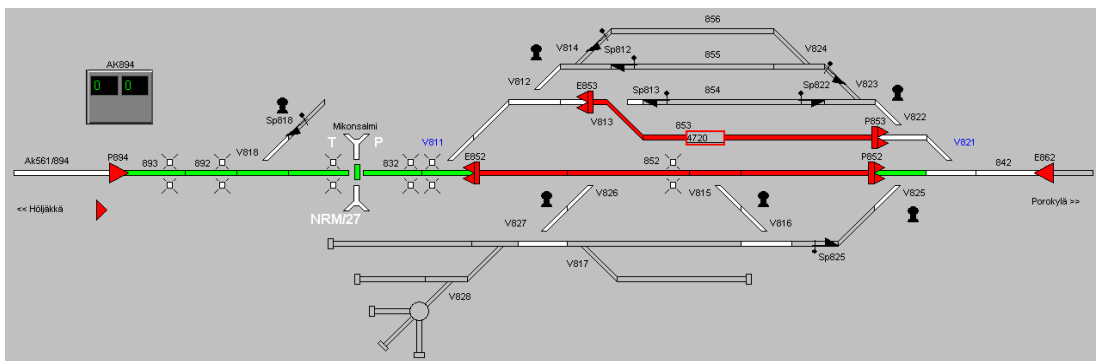 856
V814
Sp812
V824
AK894
0 0
855
V812
V823
E853
Sp813
854
Sp822
Sp818
V813
853
P853
V822
Mikonsalmi
4720
T P
V811
V821
Ak561/894
P894
893
892
V818
832
E852
852
P852
842
E862
<< Höljäkkä
NRM/27
V826
V815
V825
Porokylä >>
V827
V816
V817
Sp825
V828